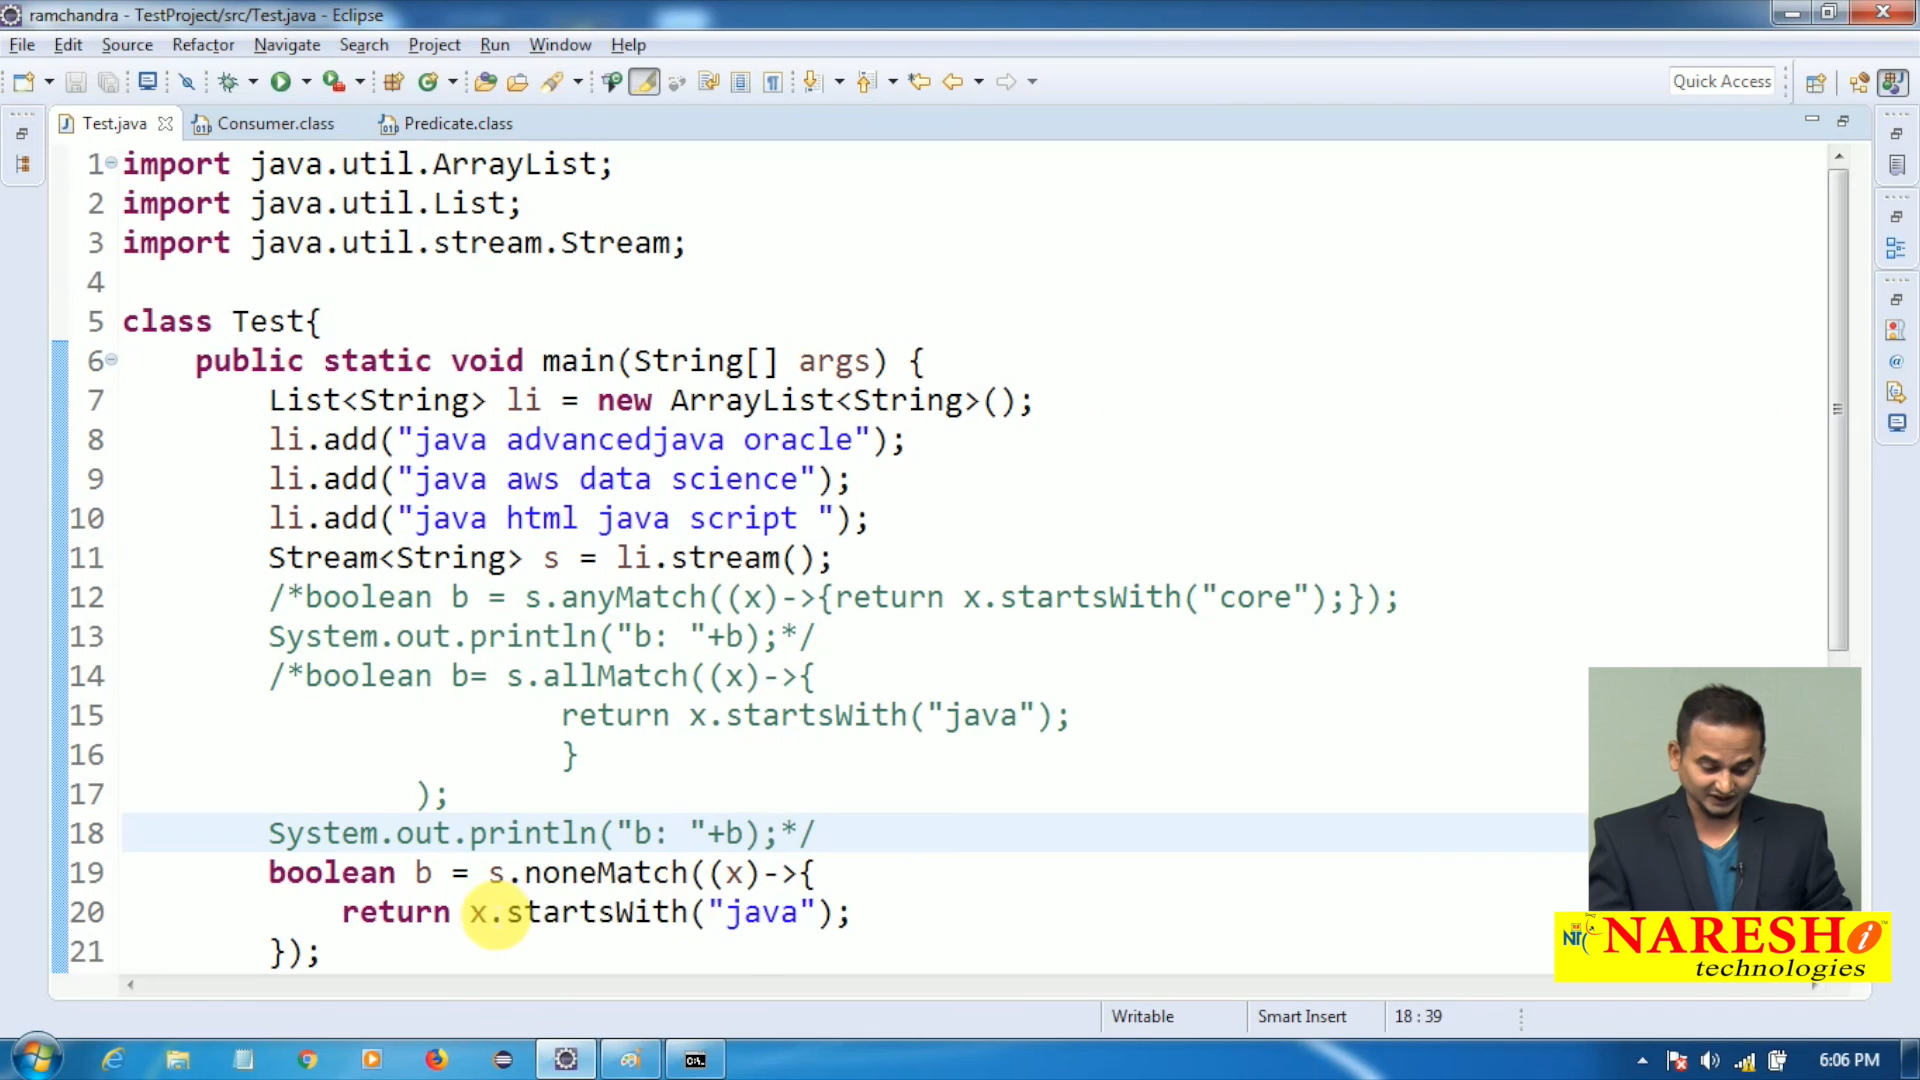 ramchandra - TestProject/src/Test.java - Eclipse
File Edit Source Refactor Navigate Search Project Run Window Help
Quick Access
Test.java Consumer.class Predicate.class
1 import java.util.ArrayList;
2 import java.util.List;
3 import java.util.stream.Stream;
4
5 class Test{
6 public static void main(String[] args) {
7 List<String> li = new ArrayList<String>();
8 li.add("java advancedjava oracle");
9 li.add("java aws data science");
10 li.add("java html java script ");
11 Stream<String> s = li.stream();
12 /*boolean b = s.anyMatch((x)->{return x.startsWith("core");});
13 System.out.println("b: "+b);*/
14 /*boolean b= s.allMatch((x)->{
15 return x.startsWith("java");
16 }
17 );
18 System.out.println("b: "+b);*/
19 boolean b = s.noneMatch((x)->{
20 return x.startsWith("java");
21 });
NARESH i
technologies
Writable Smart Insert 18 : 39
6:06 PM